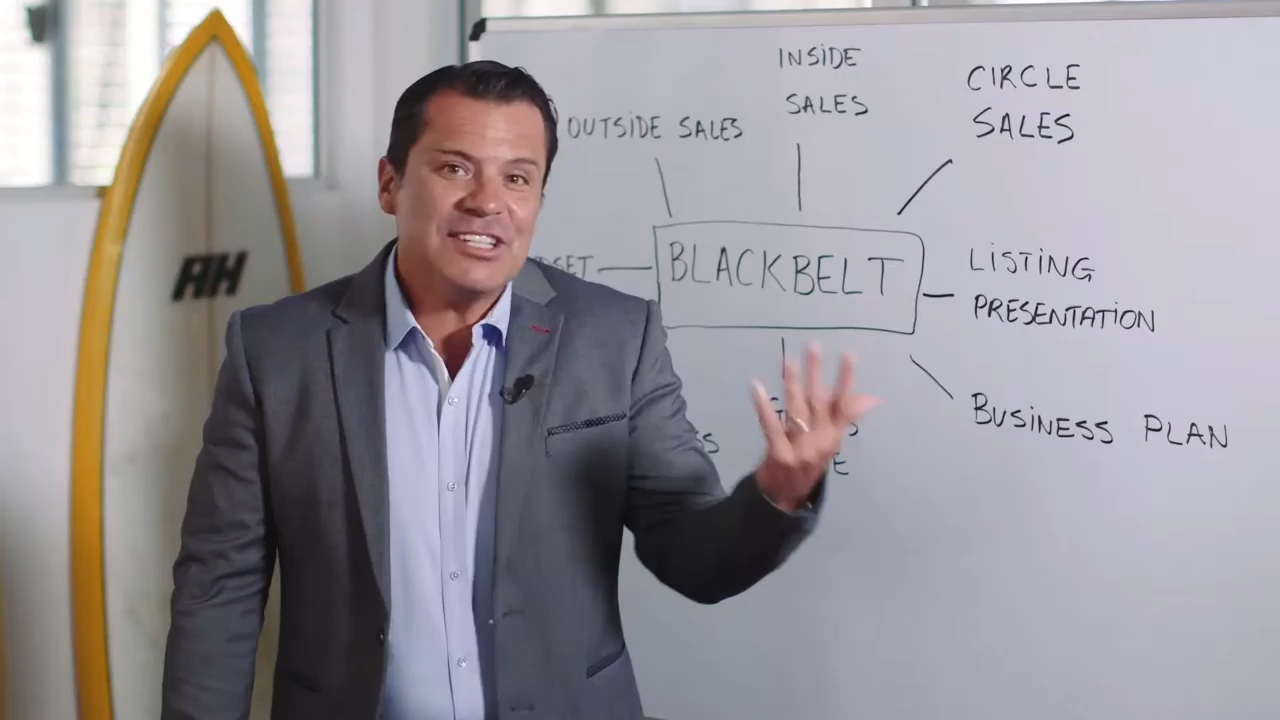 INSIDE
SALES
CIRCLE
SALES
OUTSIDE SALES
AH
BLACKBELT
LISTING
PRESENTATION
BUSINESS PLAN